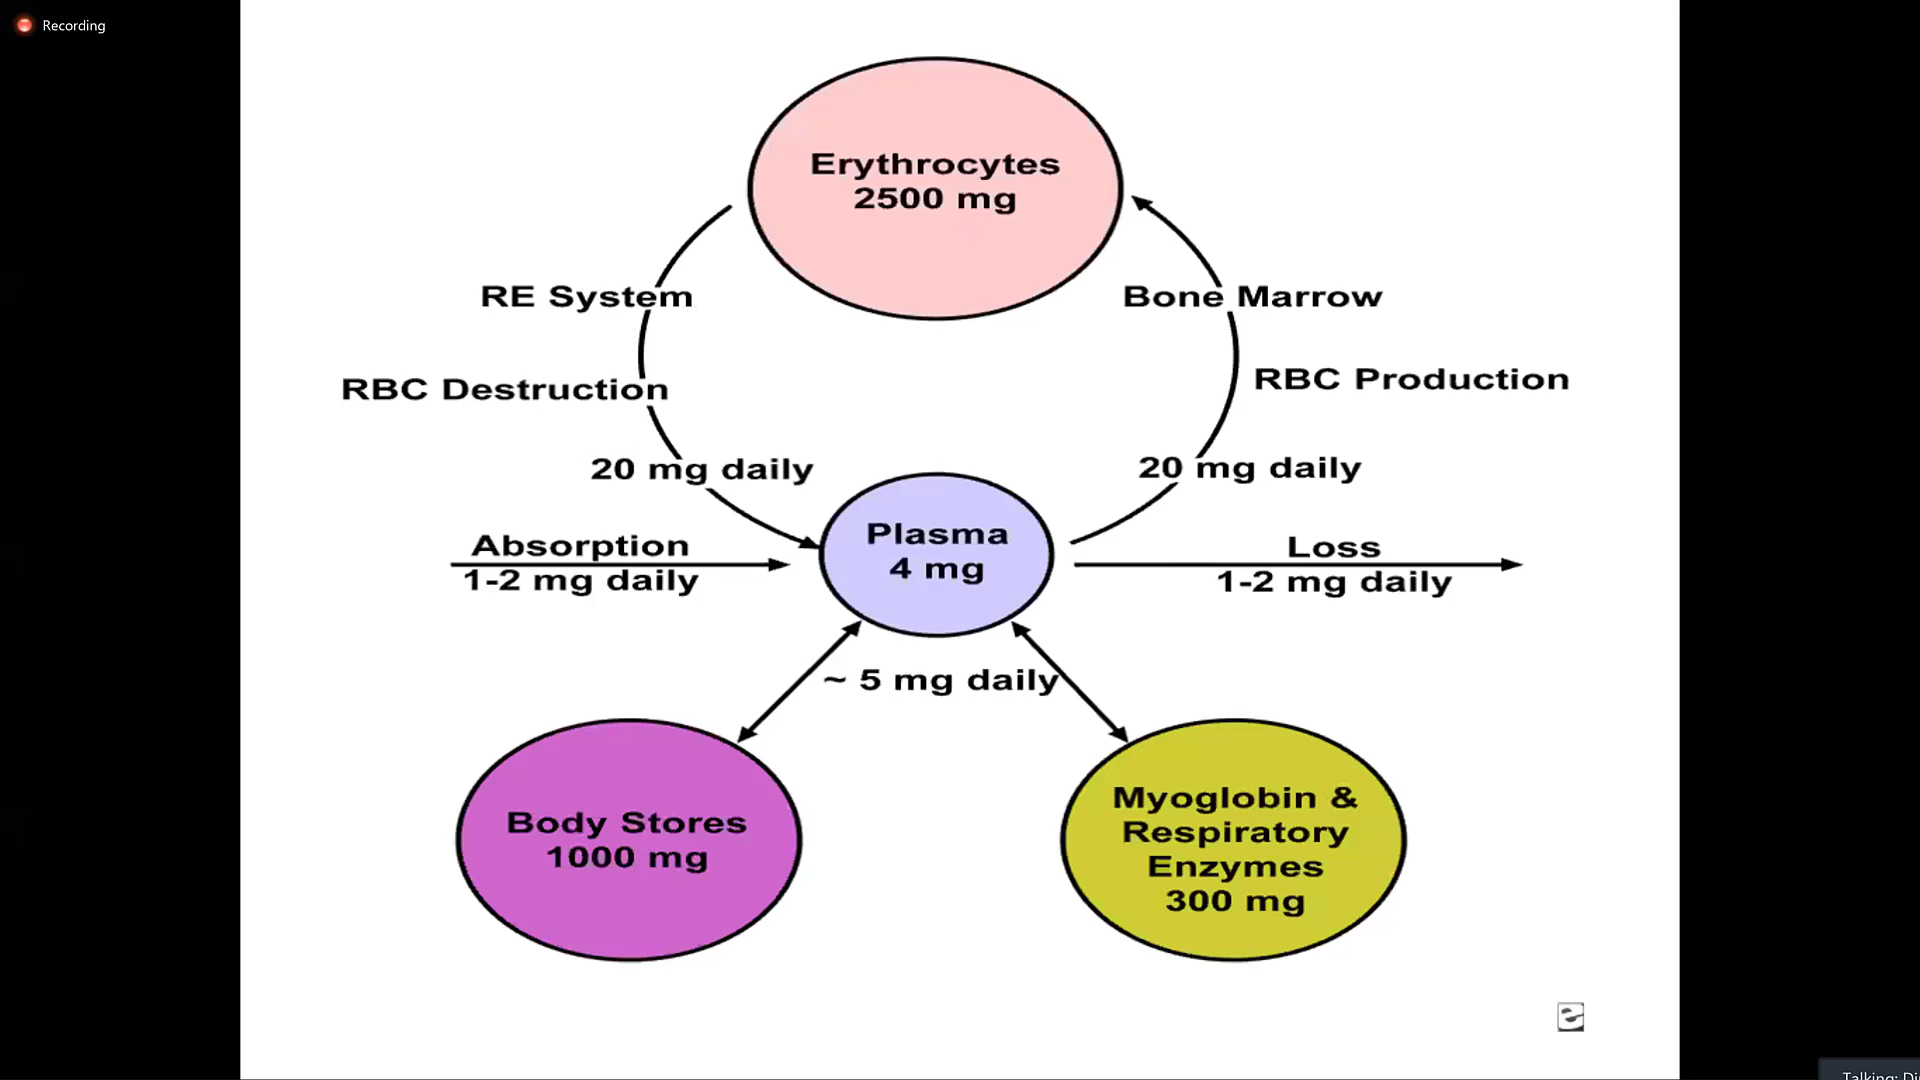 Recording
Erythrocytes
2500 mg
RE System
Bone Marrow
RBC Destruction
RBC Production
20 mg daily
20 mg daily
Absorption
1-2 mg daily
Plasma
4 mg
Loss
1-2 mg daily
~ 5 mg daily
Body Stores
1000 mg
Myoglobin &
Respiratory
Enzymes
300 mg
Talking: